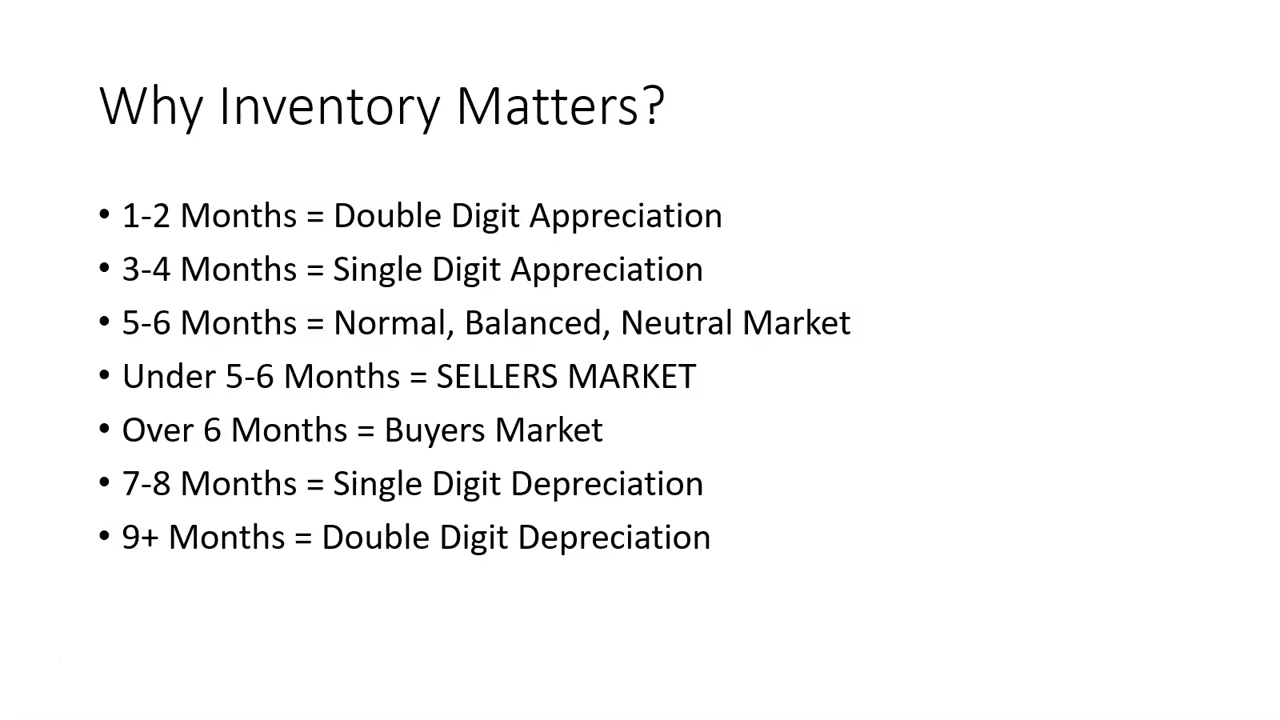 Why Inventory Matters?
• 1-2 Months = Double Digit Appreciation
• 3-4 Months = Single Digit Appreciation
• 5-6 Months = Normal, Balanced, Neutral Market
• Under 5-6 Months = SELLERS MARKET
• Over 6 Months = Buyers Market
• 7-8 Months = Single Digit Depreciation
• 9+ Months = Double Digit Depreciation